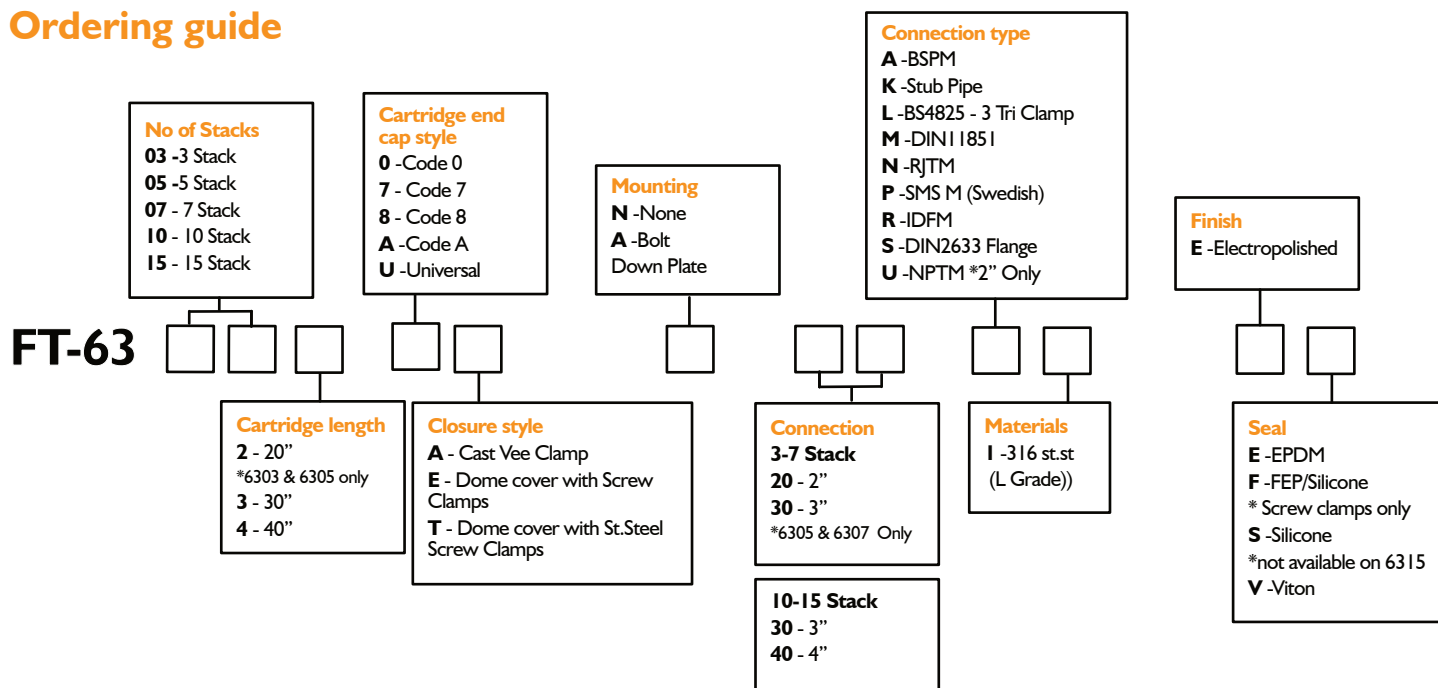 Ordering guide
No of Stacks
03 -3 Stack
05 -5 Stack
07 - 7 Stack
10 - 10 Stack
15 - 15 Stack
Cartridge end
cap style
0 -Code 0
7 - Code 7
8 - Code 8
A -Code A
U -Universal
Mounting
N -None
A -Bolt
Down Plate
Connection type
A -BSPM
K -Stub Pipe
L -BS4825 - 3 Tri Clamp
M -DIN11851
N -RJTM
P -SMS M (Swedish)
R -IDFM
S -DIN2633 Flange
U -NPTM *2” Only
Finish
E -Electropolished
FT-63
Cartridge length
2 - 20”
*6303 & 6305 only
3 - 30”
4 - 40”
Closure style
A - Cast Vee Clamp
E - Dome cover with Screw
Clamps
T - Dome cover with St.Steel
Screw Clamps
Connection
3-7 Stack
20 - 2”
30 - 3”
*6305 & 6307 Only
10-15 Stack
30 - 3”
40 - 4”
Materials
1 -316 st.st
(L Grade))
Seal
E -EPDM
F -FEP/Silicone
* Screw clamps only
S -Silicone
*not available on 6315
V -Viton